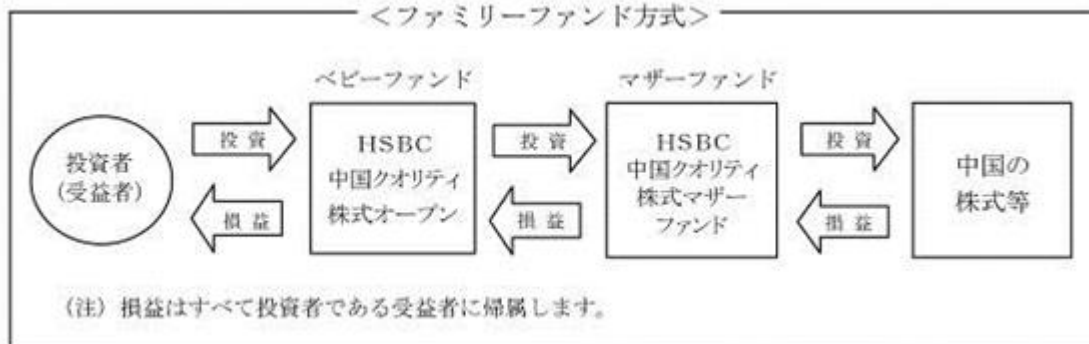 ＜ファミリーファンド方式＞
ベビーファンド
マザーファンド
投資者
(受益者)
投 資
損 益
HSBC
中国クオリティ
株式オープン
投 資
損 益
HSBC
中国クオリティ
株式マザー
ファンド
投 資
損 益
中国の
株式等
（注）損益はすべて投資者である受益者に帰属します。